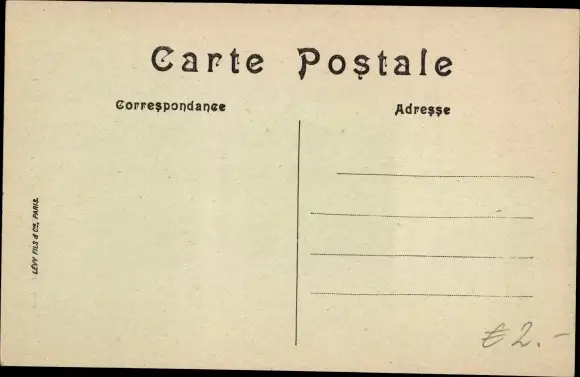 Carte Postale
Correspondance
Adresse
LÉVY FILS & Cie, PARIS.
€ 2.-